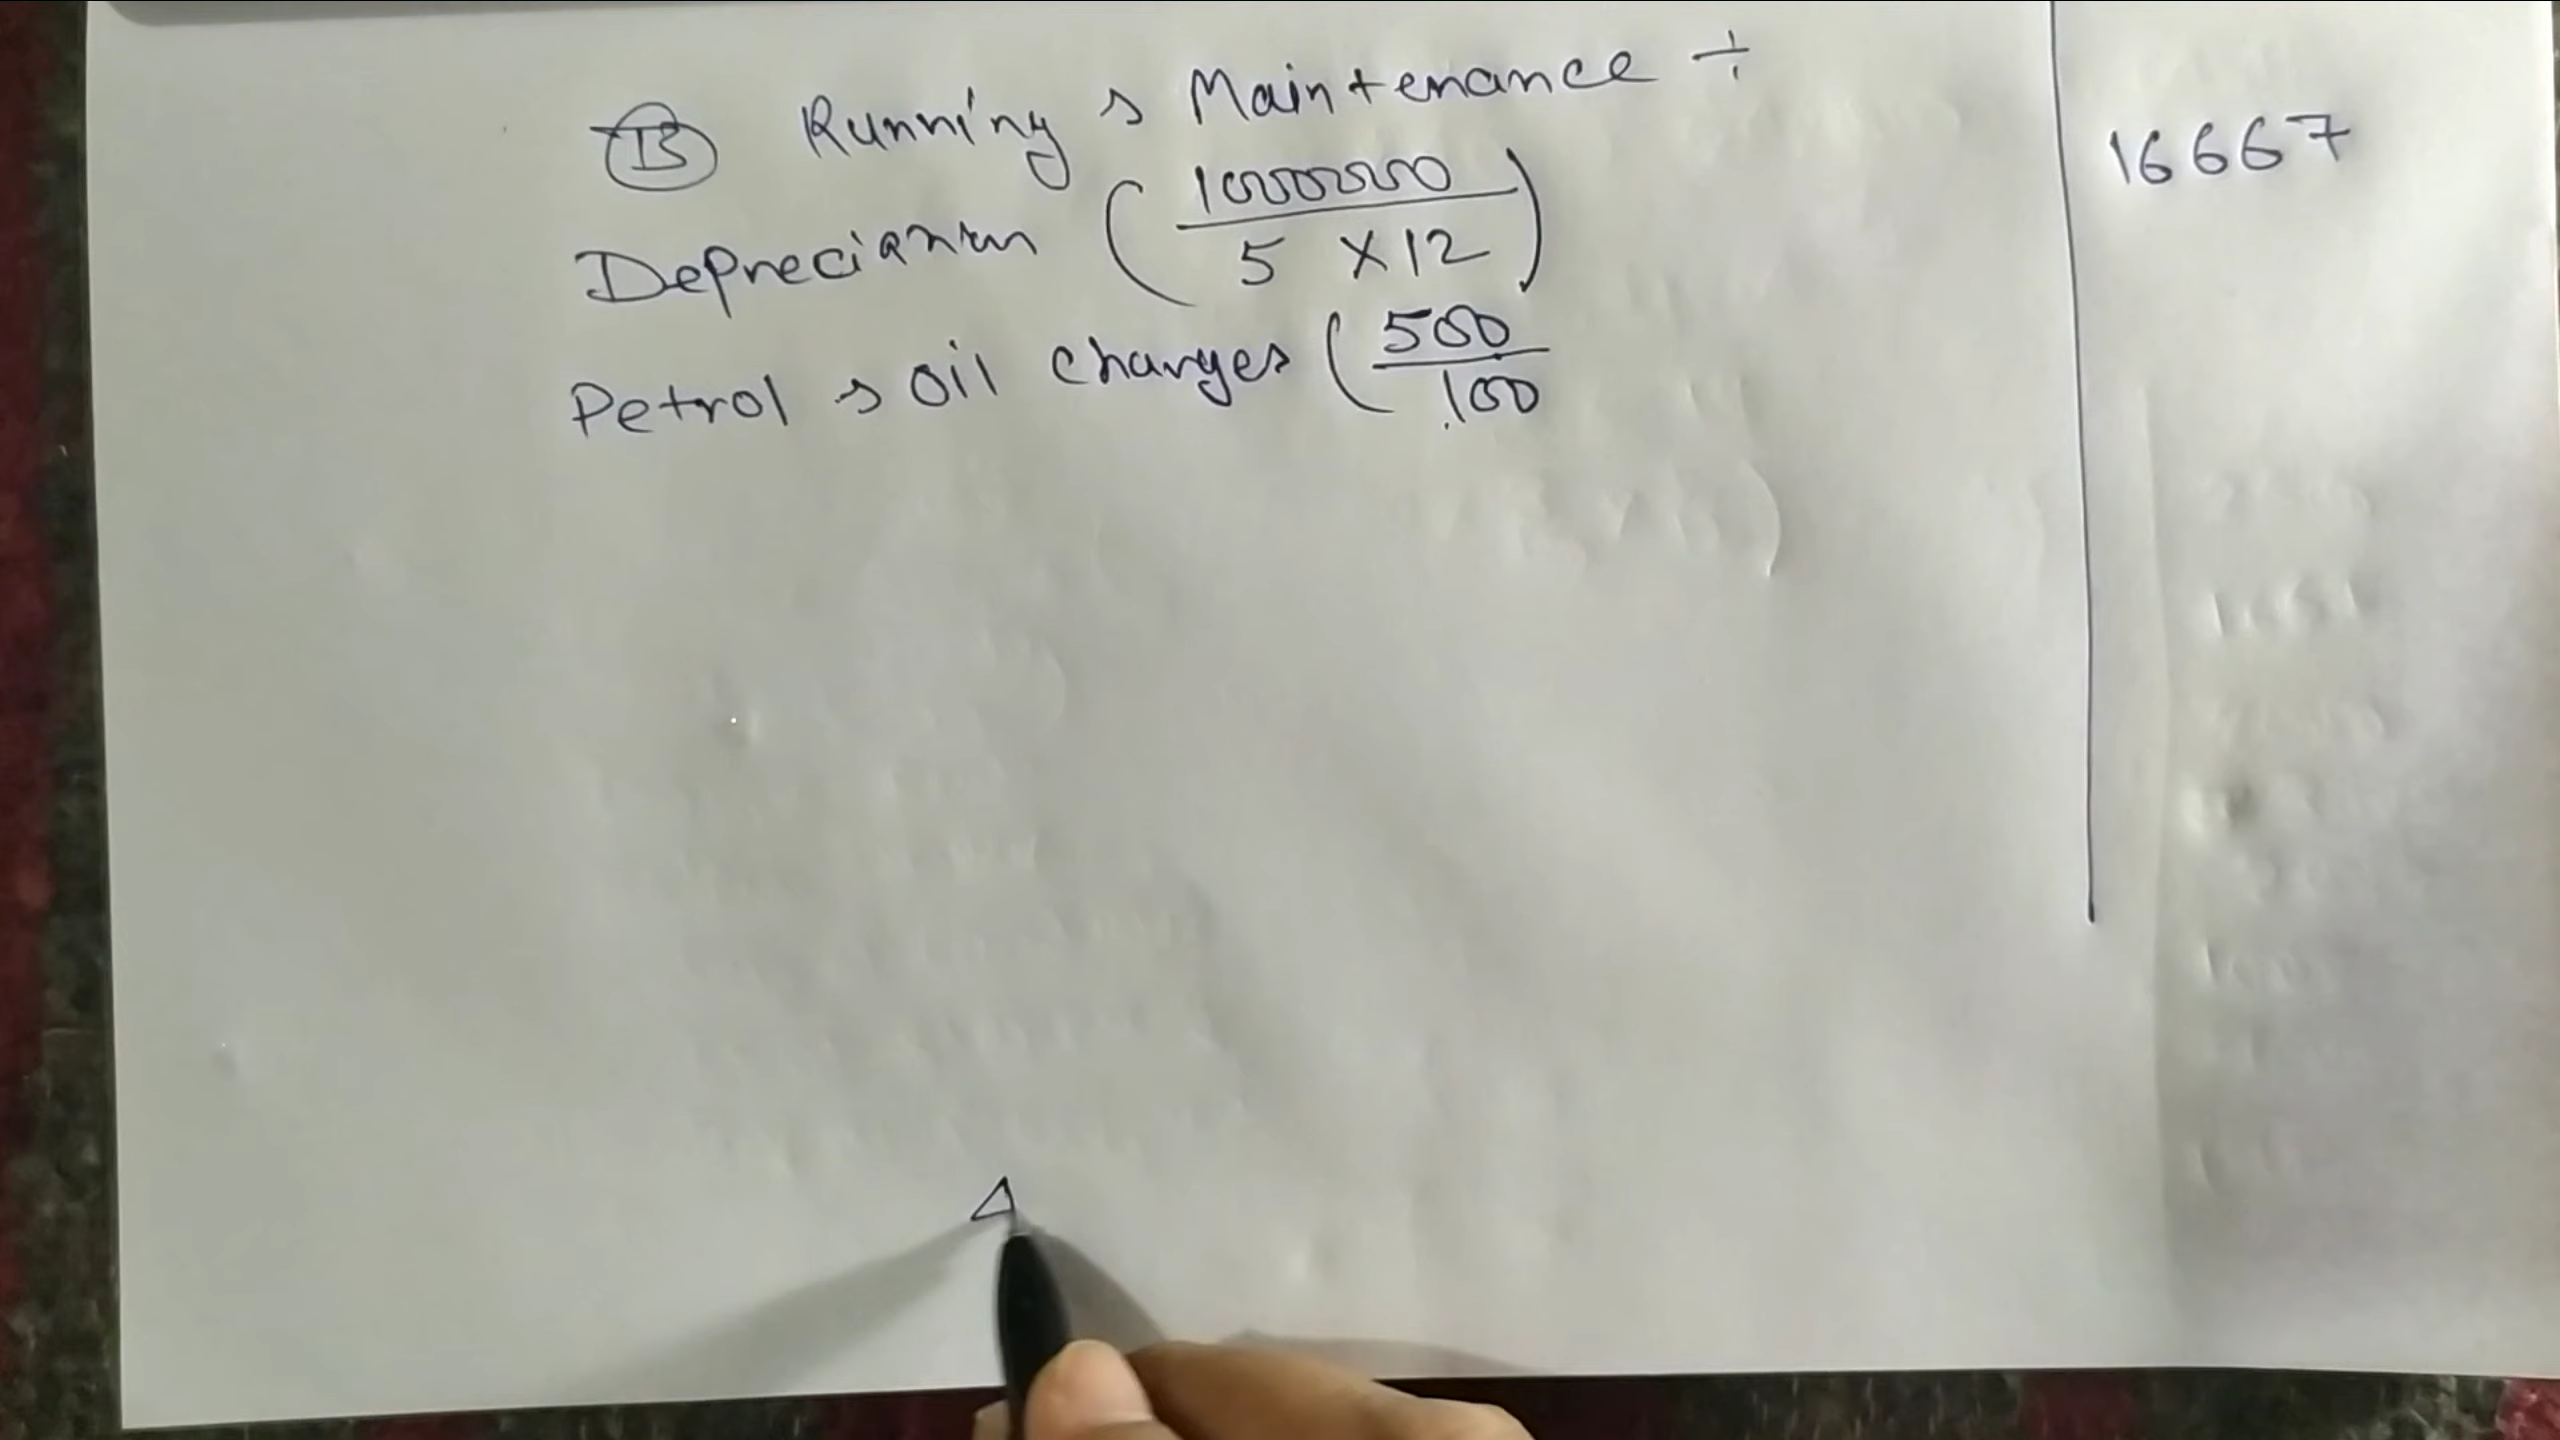 B Running & Maintenance ÷
Depreciation (1000000 / 5 × 12) 16667
Petrol & oil charges (500 / 100